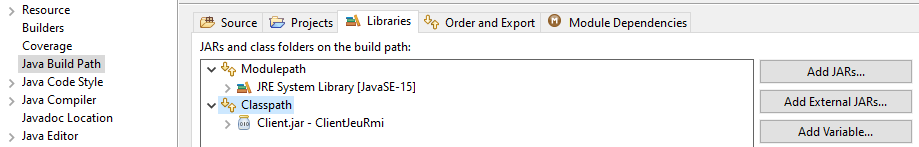 Resource
Builders
Coverage
Java Build Path
Java Code Style
Java Compiler
Javadoc Location
Java Editor
Source Projects Libraries Order and Export Module Dependencies
JARs and class folders on the build path:
Modulepath
JRE System Library [JavaSE-15]
Classpath
Client.jar - ClientJeuRmi
Add JARs...
Add External JARs...
Add Variable...